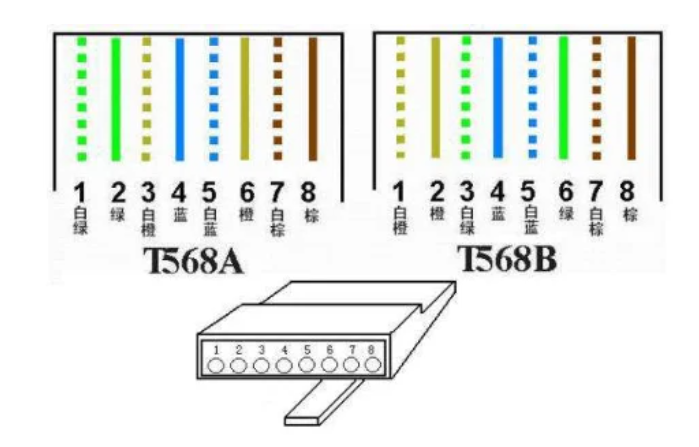 1 2 3 4 5 6 7 8
白绿 绿 白橙 蓝 白蓝 橙 白棕 棕
T568A
1 2 3 4 5 6 7 8
白橙 橙 白绿 蓝 白蓝 绿 白棕 棕
T568B
1 2 3 4 5 6 7 8